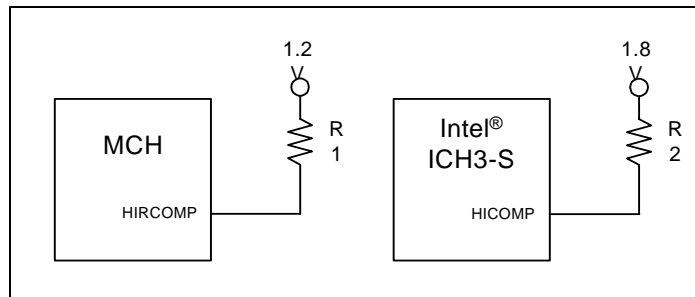 1.2
V
MCH
R
1
HIRCOMP
1.8
V
Intel®
ICH3-S
R
2
HICOMP